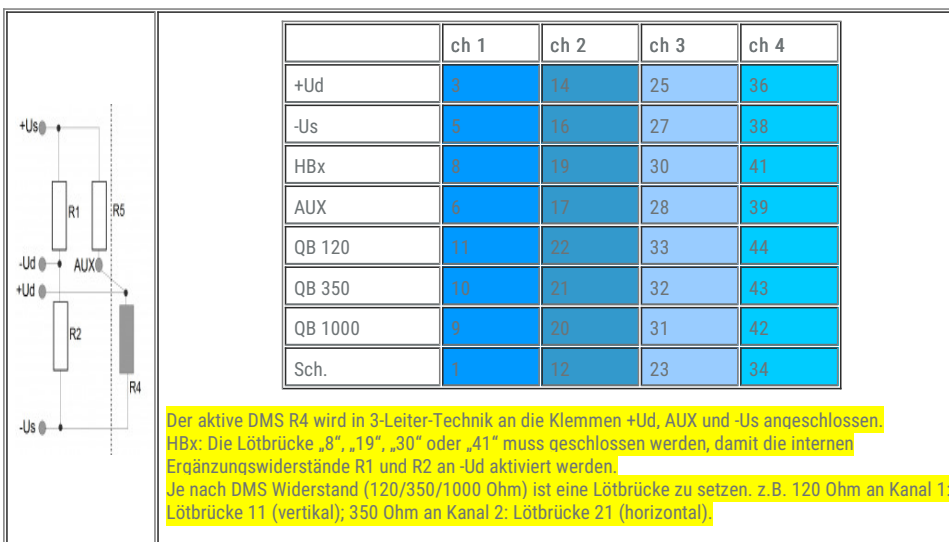 +Us
R1
R5
-Ud
AUX
+Ud
R2
R4
-Us
ch 1 ch 2 ch 3 ch 4
+Ud 3 14 25 36
-Us 5 16 27 38
HBx 8 19 30 41
AUX 6 17 28 39
QB 120 11 22 33 44
QB 350 10 21 32 43
QB 1000 9 20 31 42
Sch. 1 12 23 34
Der aktive DMS R4 wird in 3-Leiter-Technik an die Klemmen +Ud, AUX und -Us angeschlossen.
HBx: Die Lötbrücke „8“, „19“, „30“ oder „41“ muss geschlossen werden, damit die internen
Ergänzungswiderstände R1 und R2 an -Ud aktiviert werden.
Je nach DMS Widerstand (120/350/1000 Ohm) ist eine Lötbrücke zu setzen. z.B. 120 Ohm an Kanal 1:
Lötbrücke 11 (vertikal); 350 Ohm an Kanal 2: Lötbrücke 21 (horizontal).